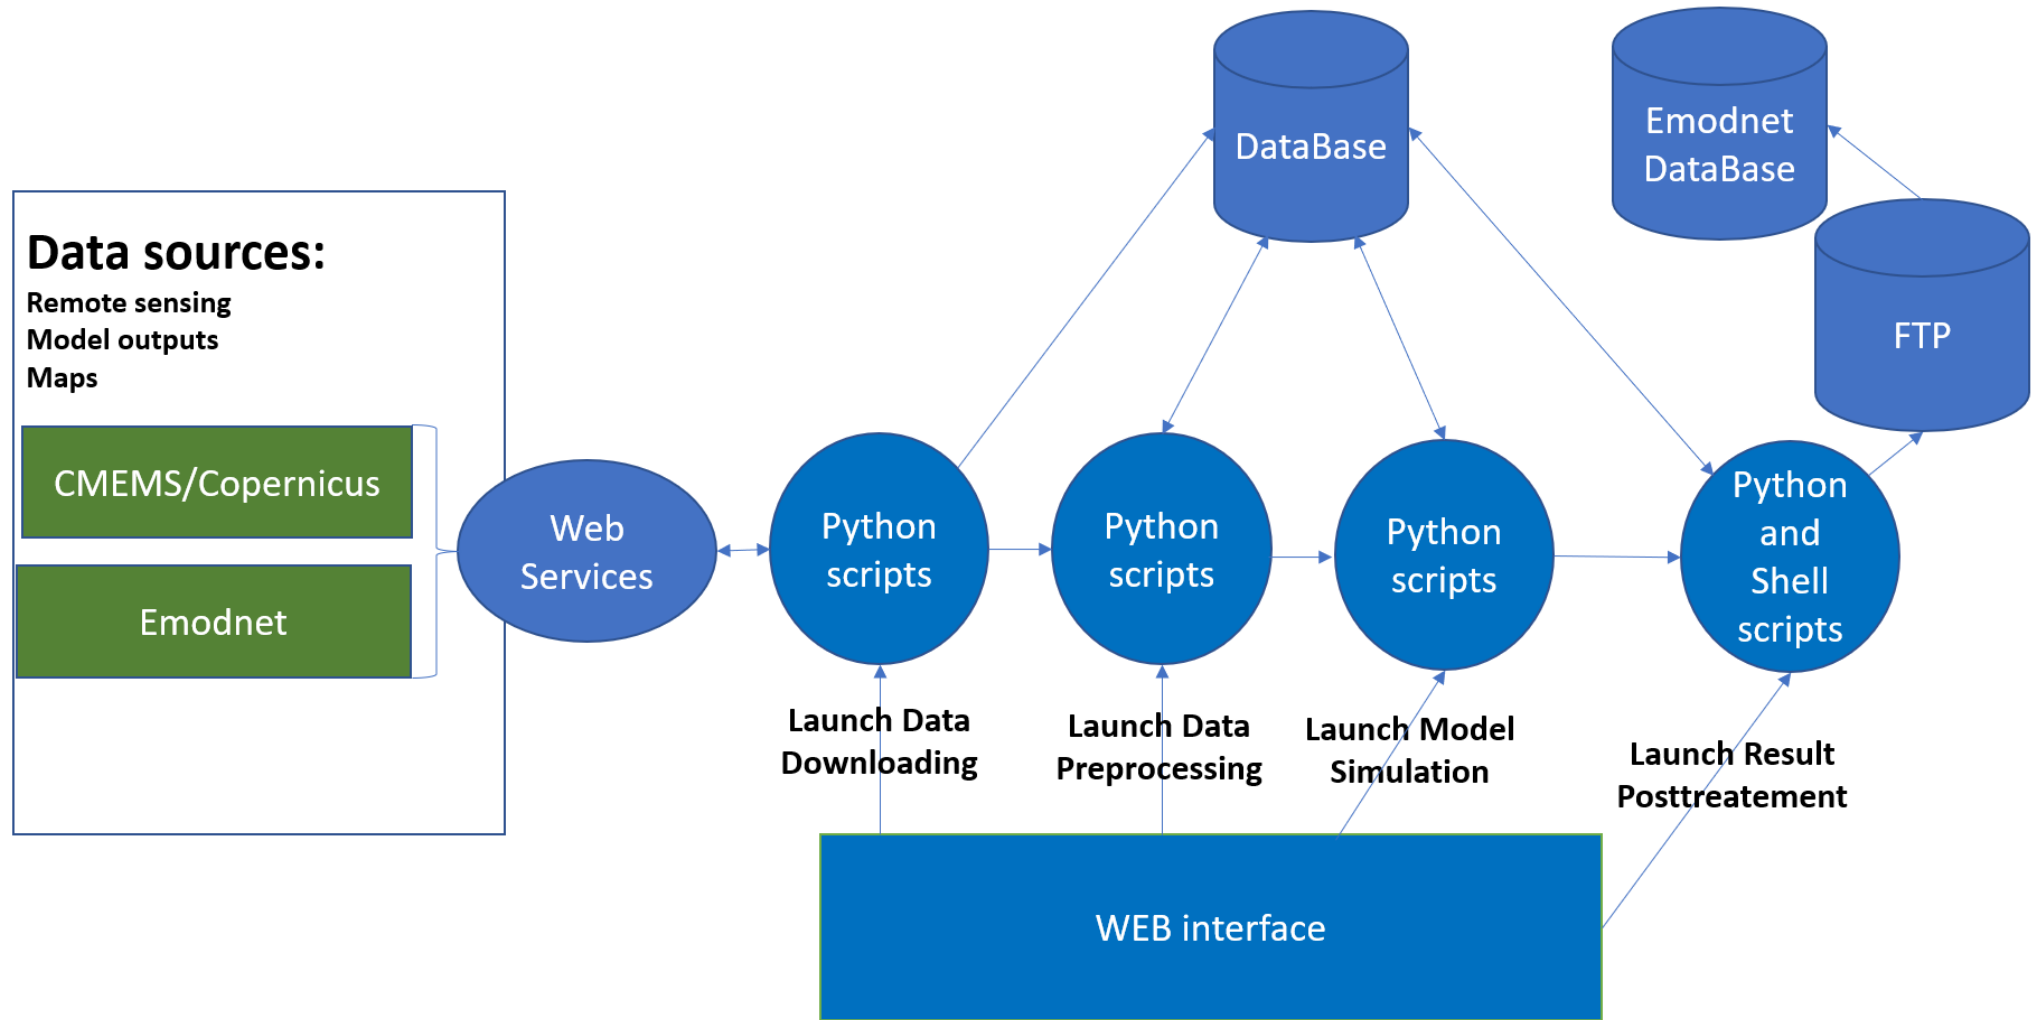 DataBase
Emodnet
DataBase
FTP
Data sources:
Remote sensing
Model outputs
Maps
CMEMS/Copernicus
Emodnet
Web
Services
Python
scripts
Python
scripts
Python
scripts
Python
and
Shell
scripts
Launch Data
Downloading
Launch Data
Preprocessing
Launch Model
Simulation
Launch Result
Posttreatement
WEB interface